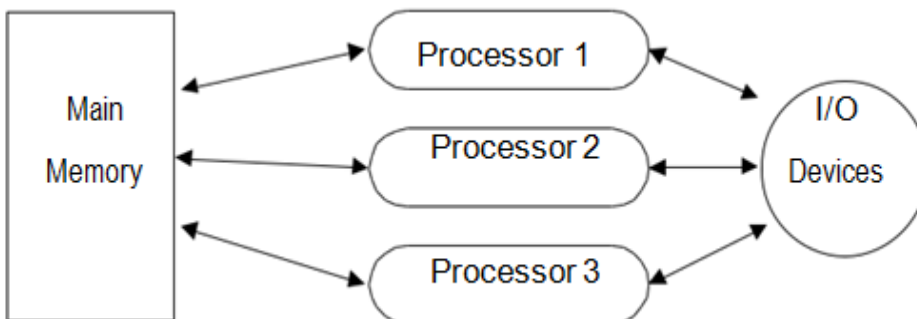 Main
Memory
Processor 1
Processor 2
Processor 3
I/O
Devices